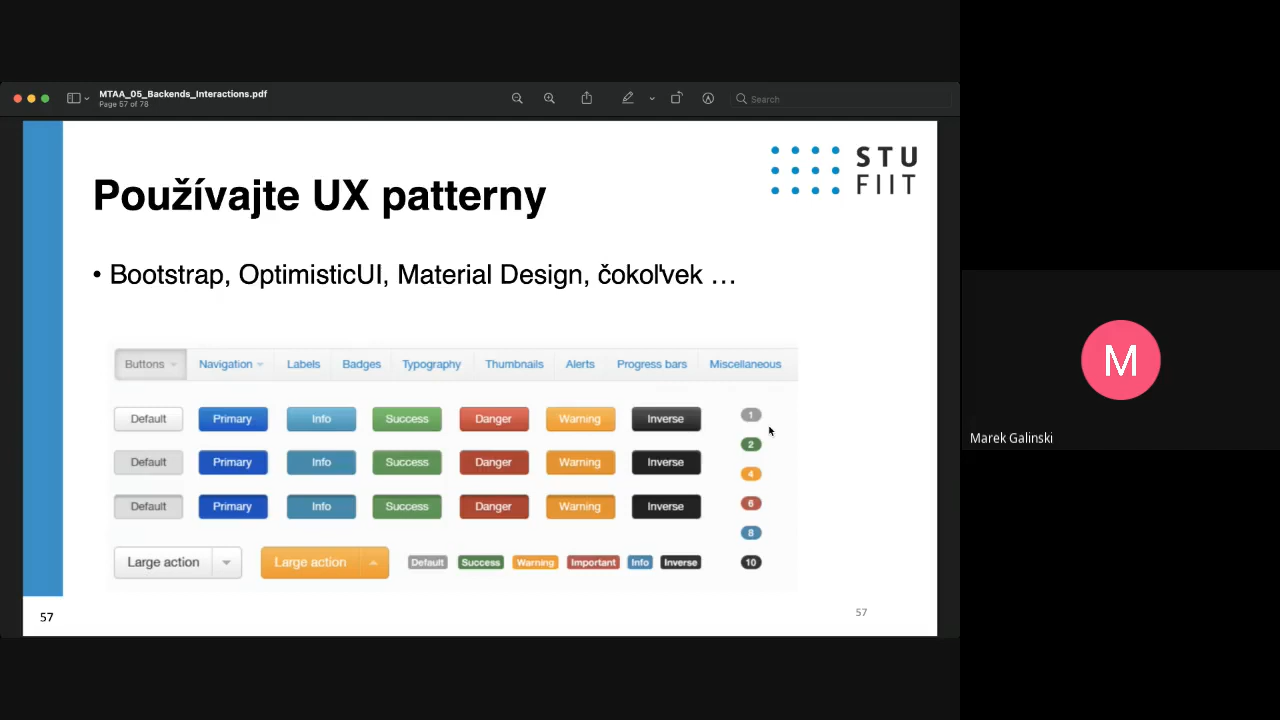 MTAA_05_Backends_Interactions.pdf
Page 57 of 78
Search
STU
FIIT
Používajte UX patterny
• Bootstrap, OptimisticUI, Material Design, čokoľvek …
Buttons Navigation Labels Badges Typography Thumbnails Alerts Progress bars Miscellaneous
Default Primary Info Success Danger Warning Inverse 1
2
Default Primary Info Success Danger Warning Inverse
4
Default Primary Info Success Danger Warning Inverse 6
8
Large action Large action Default Success Warning Important Info Inverse 10
57
57
M
Marek Galinski